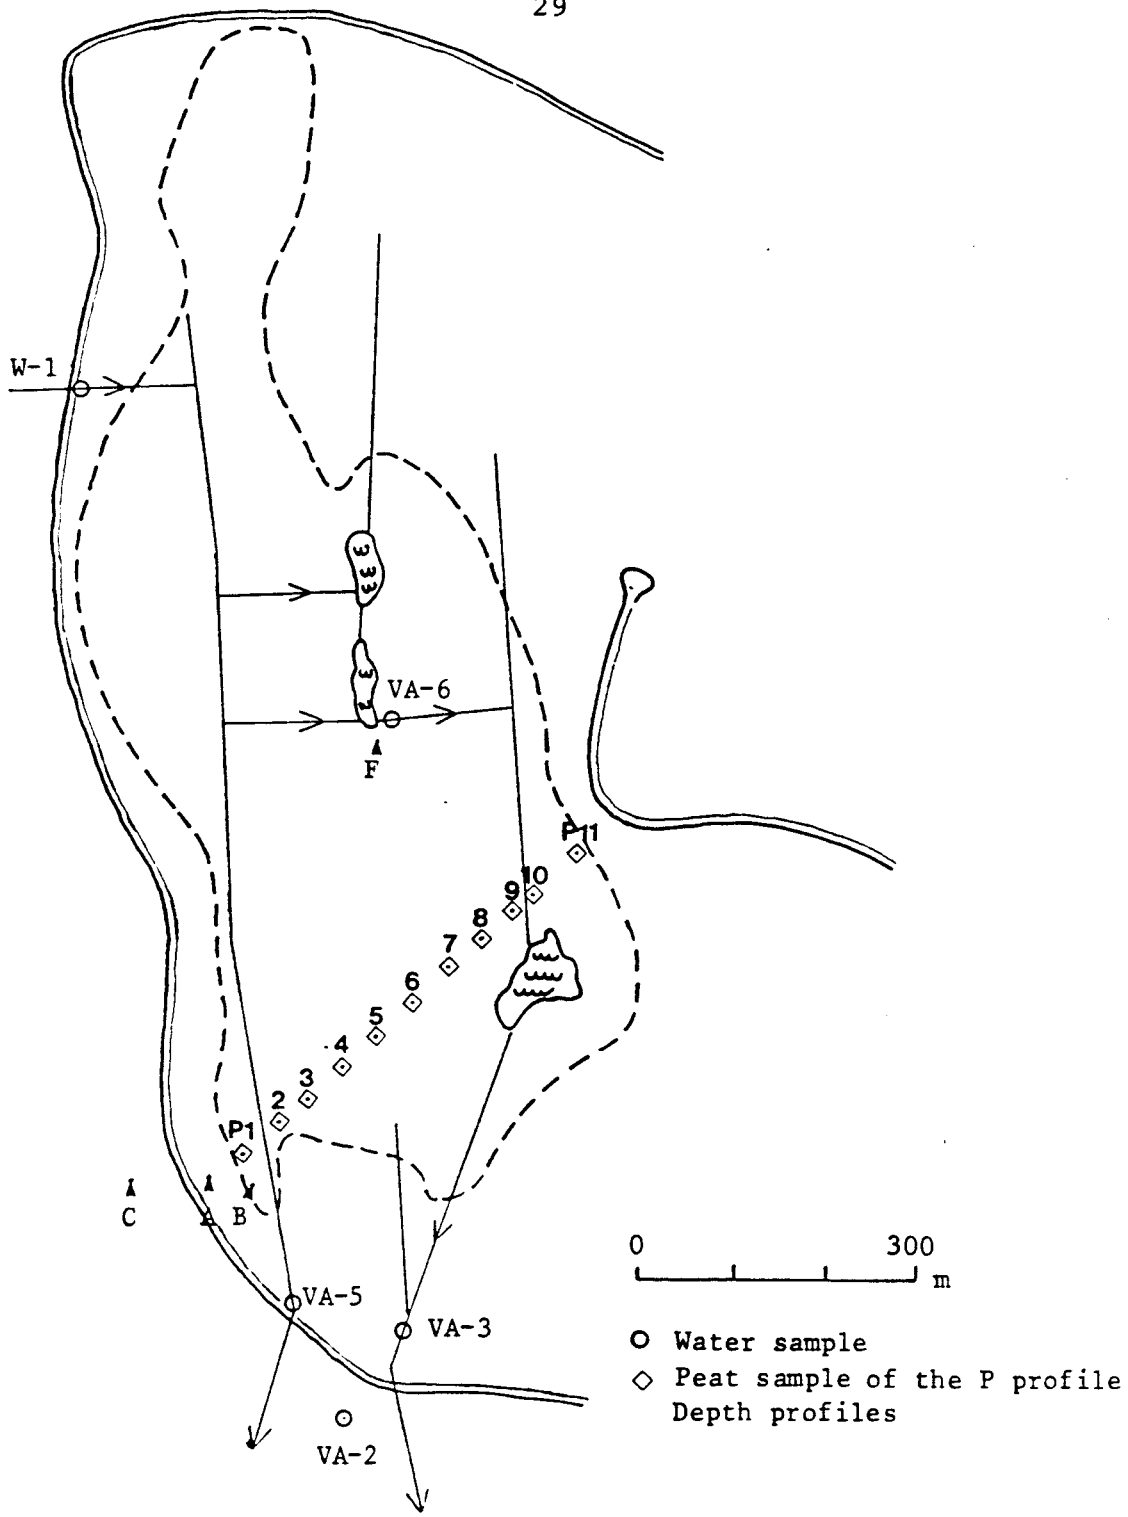 29
W-1
VA-6
F
P11
10
9
8
7
6
5
4
3
2
P1
C A B
0 300
m
VA-5
VA-3
Water sample
Peat sample of the P profile
Depth profiles
VA-2